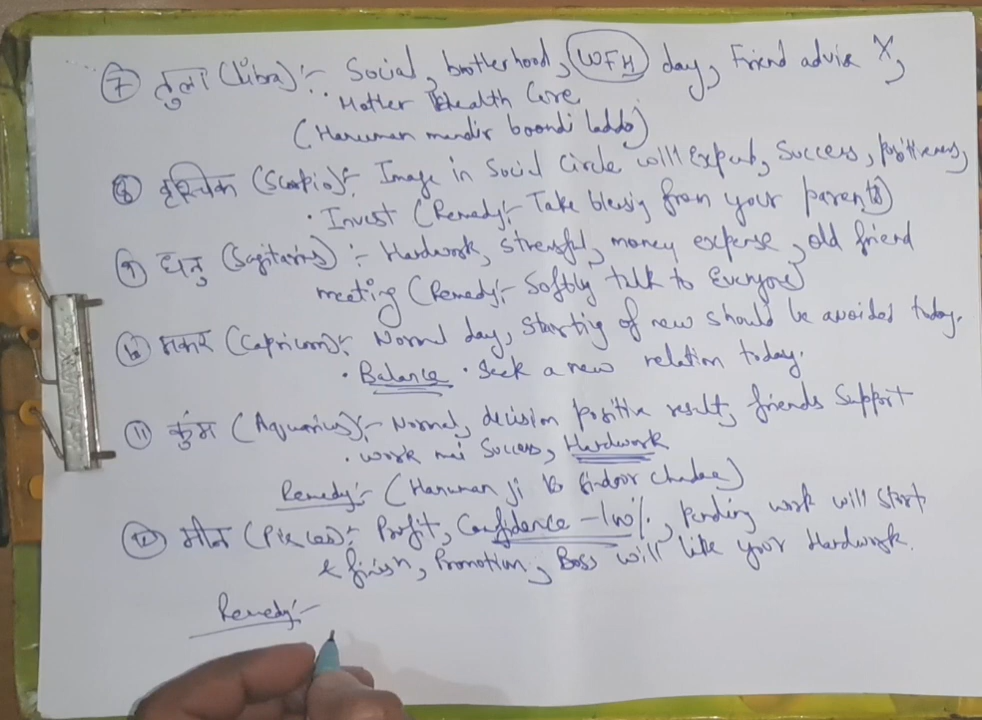 ⑦ तुला (Libra):- Social, brotherhood, WFH day, Friend advise X,
Mother Health Care
(Hanuman mandir boondi laddo)
⑧ वृश्चिक (Scorpio):- Image in Social Circle will Expand, Success, positiveness,
• Invest (Remedy:- Take blessing from your parents)
⑨ धनु (Sagitarius):- Hardwork, stressful, money expense, old friend
meeting (Remedy:- Softly talk to Everyone)
⑩ मकर (Capricorn):- Normal day, starting of new should be avoided today.
• Balance • Seek a new relation today.
⑪ कुंभ (Aquarius):- Normal, decision positive result, friends Support
• work mei Success, Hardwork
Remedy:- (Hanuman ji ko Sindoor chadae)
⑫ मीन (Pisces):- Profit, Confidence - 100%, pending work will start
& finish, Promotion, Boss will like your Hardwork.
Remedy:-